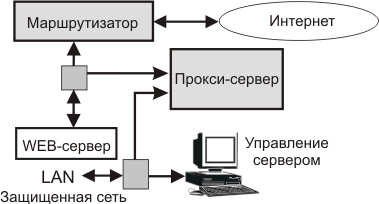 Маршрутизатор
Интернет
Прокси-сервер
WEB-сервер
Управление
сервером
LAN
Защищенная сеть